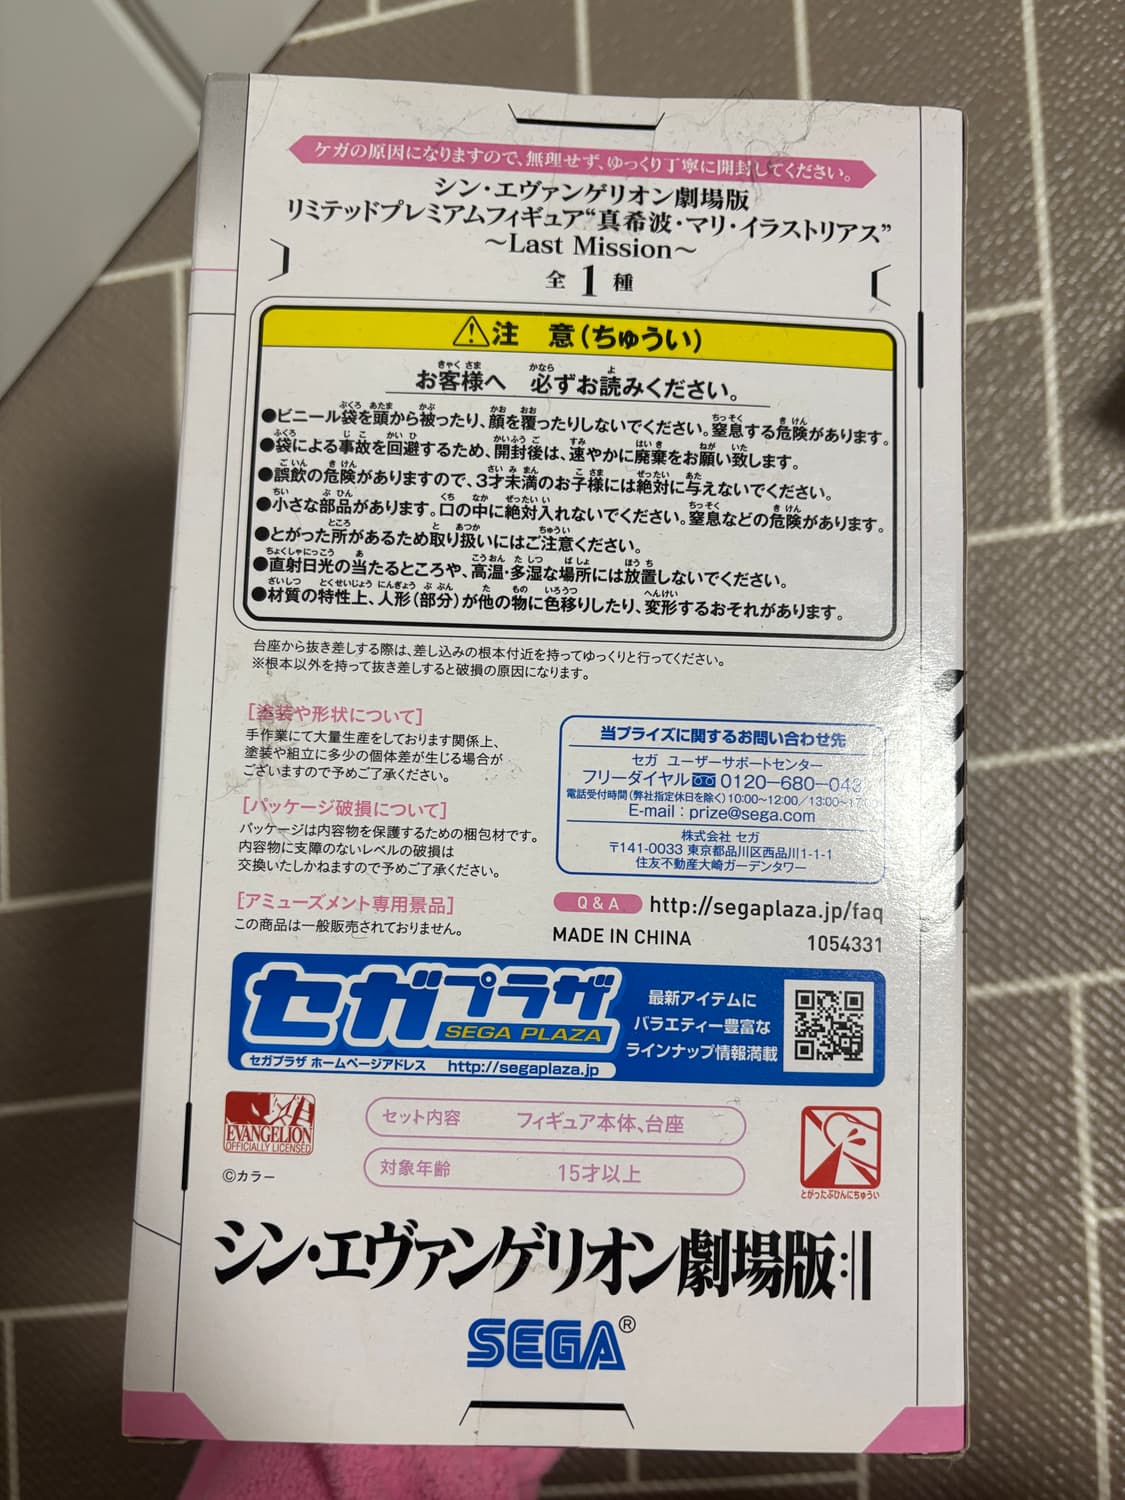 ケガの原因になりますので、無理せず、ゆっくり丁寧に開封してください。
シン・エヴァンゲリオン劇場版
リミテッドプレミアムフィギュア“真希波・マリ・イラストリアス”
～Last Mission～
全1種
注 意(ちゅうい)
お客様へ 必ずお読みください。
●ビニール袋を頭から被ったり、顔を覆ったりしないでください。窒息する危険があります。
●袋による事故を回避するため、開封後は、速やかに廃棄をお願い致します。
●誤飲の危険がありますので、3才未満のお子様には絶対に与えないでください。
●小さな部品があります。口の中に絶対入れないでください。窒息などの危険があります。
●とがった所があるため取り扱いにはご注意ください。
●直射日光の当たるところや、高温・多湿な場所には放置しないでください。
●材質の特性上、人形(部分)が他の物に色移りしたり、変形するおそれがあります。
台座から抜き差しする際は、差し込みの根本付近を持ってゆっくりと行ってください。
※根本以外を持って抜き差しすると破損の原因になります。
[塗装や形状について]
手作業にて大量生産をしております関係上、
塗装や組立に多少の個体差が生じる場合が
ございますので予めご了承ください。
[パッケージ破損について]
パッケージは内容物を保護するための梱包材です。
内容物に支障のないレベルの破損は
交換いたしかねますので予めご了承ください。
[アミューズメント専用景品]
この商品は一般販売されておりません。
当プライズに関するお問い合わせ先
セガ ユーザーサポートセンター
フリーダイヤル 0120-680-043
電話受付時間(弊社指定休日を除く)10:00～12:00/13:00～
E-mail：prize@sega.com
株式会社 セガ
〒141-0033 東京都品川区西品川1-1-1
住友不動産大崎ガーデンタワー
Q&A http://segaplaza.jp/faq
MADE IN CHINA 1054331
セガプラザ
SEGA PLAZA
セガプラザ ホームページアドレス http://segaplaza.jp
最新アイテムに
バラエティー豊富な
ラインナップ情報満載
EVANGELION
OFFICIALLY LICENSED
©カラー
セット内容 フィギュア本体、台座
対象年齢 15才以上
とがったぶひんにちゅうい
シン・エヴァンゲリオン劇場版:||
SEGA®